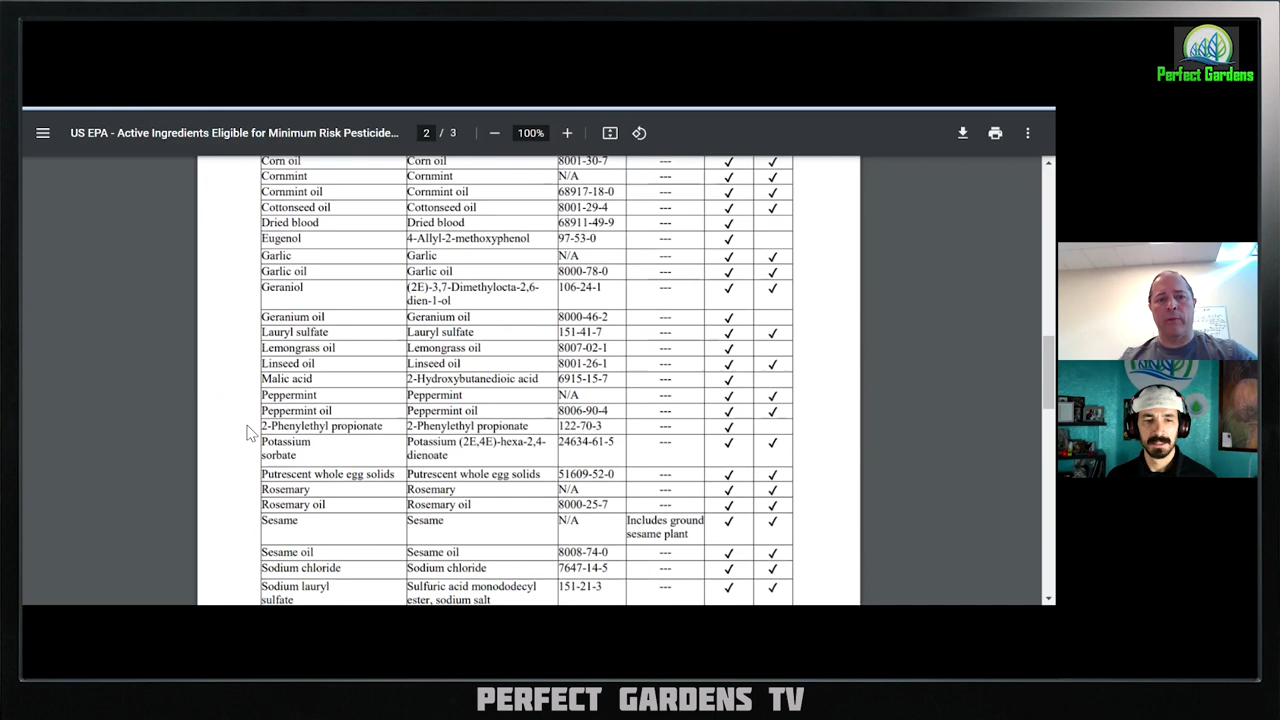 Perfect Gardens
US EPA - Active Ingredients Eligible for Minimum Risk Pesticide...
2 / 3
100%
Corn oil Corn oil 8001-30-7 --- ✓ ✓
Cornmint Cornmint N/A --- ✓ ✓
Cornmint oil Cornmint oil 68917-18-0 --- ✓ ✓
Cottonseed oil Cottonseed oil 8001-29-4 --- ✓ ✓
Dried blood Dried blood 68911-49-9 --- ✓
Eugenol 4-Allyl-2-methoxyphenol 97-53-0 --- ✓
Garlic Garlic N/A --- ✓ ✓
Garlic oil Garlic oil 8000-78-0 --- ✓ ✓
Geraniol (2E)-3,7-Dimethylocta-2,6- 106-24-1 --- ✓ ✓
dien-1-ol
Geranium oil Geranium oil 8000-46-2 --- ✓
Lauryl sulfate Lauryl sulfate 151-41-7 --- ✓ ✓
Lemongrass oil Lemongrass oil 8007-02-1 --- ✓
Linseed oil Linseed oil 8001-26-1 --- ✓ ✓
Malic acid 2-Hydroxybutanedioic acid 6915-15-7 --- ✓
Peppermint Peppermint N/A --- ✓ ✓
Peppermint oil Peppermint oil 8006-90-4 --- ✓ ✓
2-Phenylethyl propionate 2-Phenylethyl propionate 122-70-3 --- ✓
Potassium Potassium (2E,4E)-hexa-2,4- 24634-61-5 --- ✓ ✓
sorbate dienoate
Putrescent whole egg solids Putrescent whole egg solids 51609-52-0 --- ✓ ✓
Rosemary Rosemary N/A --- ✓ ✓
Rosemary oil Rosemary oil 8000-25-7 --- ✓ ✓
Sesame Sesame N/A Includes ground ✓ ✓
sesame plant
Sesame oil Sesame oil 8008-74-0 --- ✓ ✓
Sodium chloride Sodium chloride 7647-14-5 --- ✓ ✓
Sodium lauryl Sulfuric acid monododecyl 151-21-3 --- ✓ ✓
sulfate ester, sodium salt
PERFECT GARDENS TV